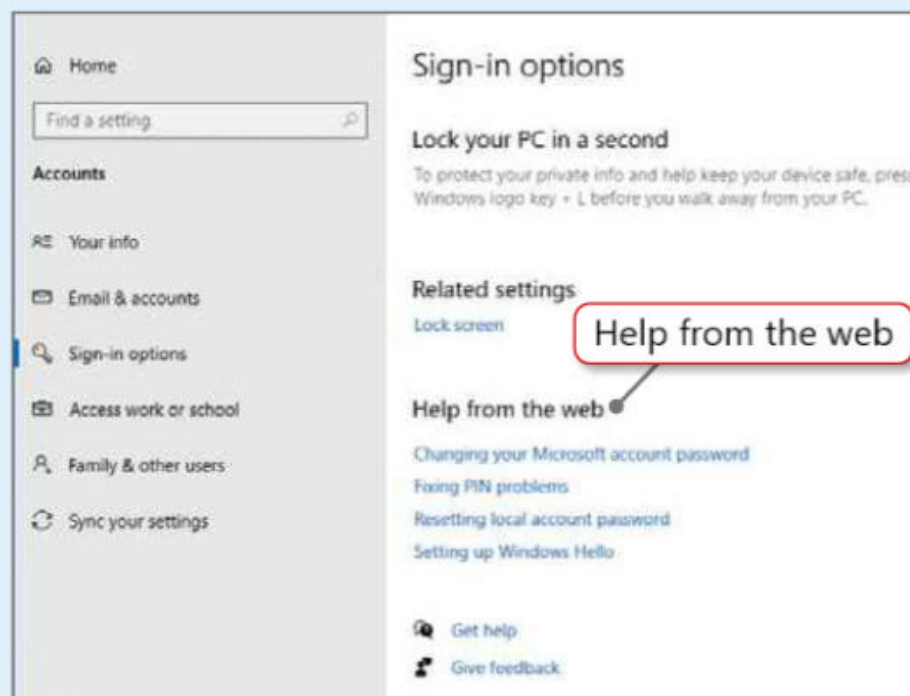 Home
Find a setting
Accounts
Your info
Email & accounts
Sign-in options
Access work or school
Family & other users
Sync your settings
Sign-in options
Lock your PC in a second
To protect your private info and help keep your device safe, press
Windows logo key + L before you walk away from your PC.
Related settings
Lock screen
Help from the web
Help from the web
Changing your Microsoft account password
Fixing PIN problems
Resetting local account password
Setting up Windows Hello
Get help
Give feedback